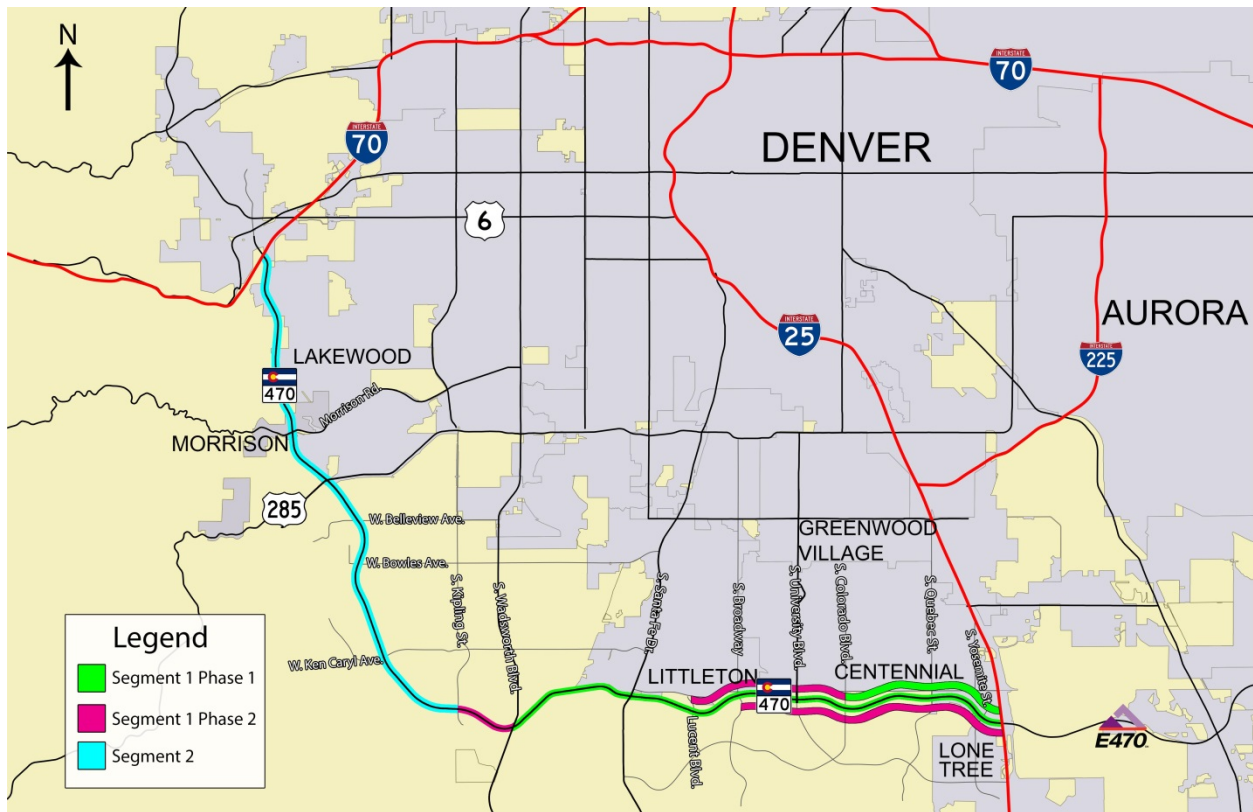 N
INTERSTATE
70
INTERSTATE
70
DENVER
6
INTERSTATE
25
AURORA
INTERSTATE
225
LAKEWOOD
470
Morrison Rd.
MORRISON
285
W. Belleview Ave.
GREENWOOD
VILLAGE
W. Bowles Ave.
S. Kipling St.
S. Wadsworth Blvd.
S. Santa Fe Dr.
S. Broadway
S. University Blvd.
S. Colorado Blvd.
S. Quebec St.
S. Yosemite St.
W. Ken Caryl Ave.
LITTLETON
470
CENTENNIAL
Lucent Blvd.
LONE
TREE
E470
Legend
Segment 1 Phase 1
Segment 1 Phase 2
Segment 2